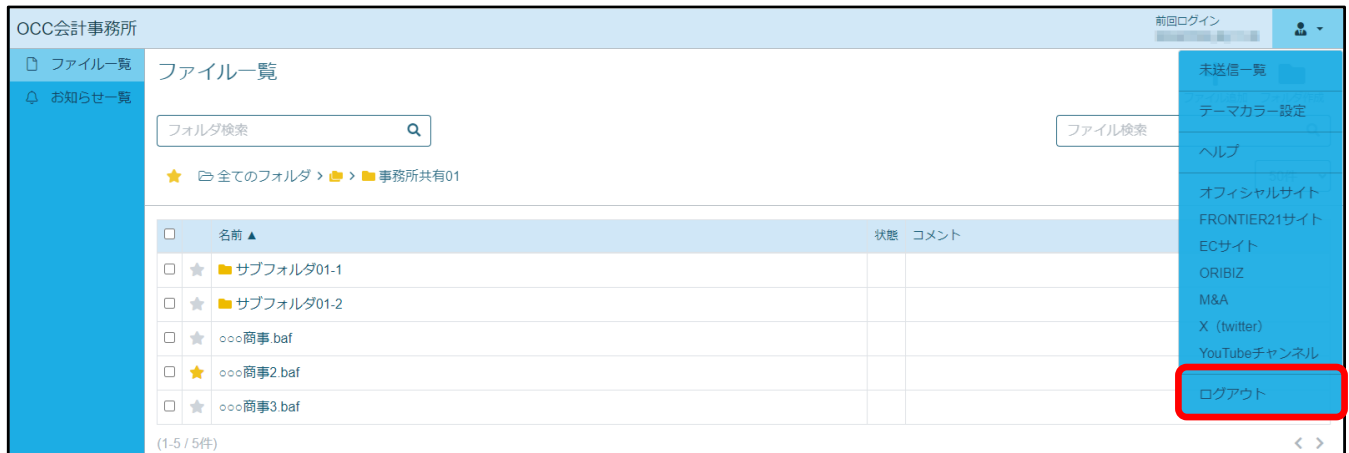 OCC会計事務所
前回ログイン
ファイル一覧
お知らせ一覧
ファイル一覧
フォルダ検索
ファイル検索
全てのフォルダ > > 事務所共有01
名前▲ 状態 コメント
サブフォルダ01-1
サブフォルダ01-2
○○○商事.baf
○○○商事2.baf
○○○商事3.baf
(1-5 / 5件)
< >
未送信一覧
テーマカラー設定
ヘルプ
オフィシャルサイト
FRONTIER21サイト
ECサイト
ORIBIZ
M&A
X（twitter）
YouTubeチャンネル
ログアウト